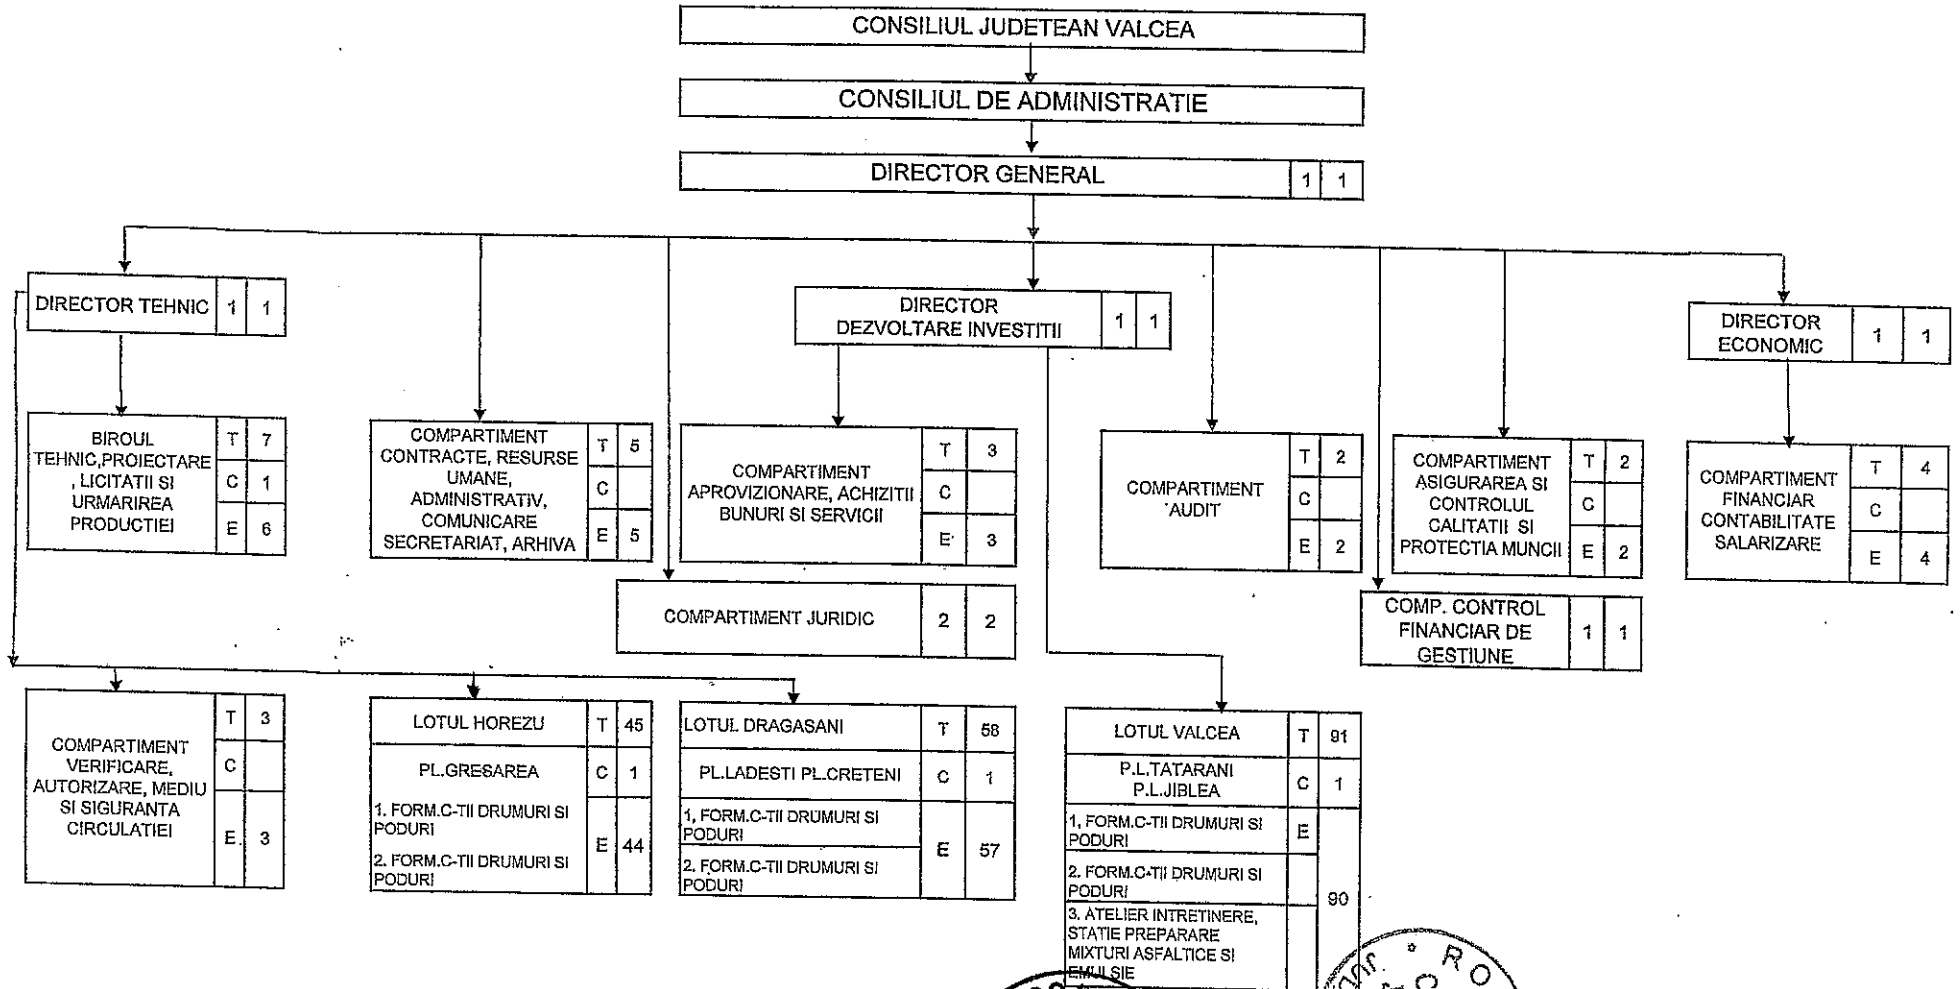 CONSILIUL JUDETEAN VALCEA
CONSILIUL DE ADMINISTRATIE
DIRECTOR GENERAL 1 1
DIRECTOR TEHNIC 1 1
DIRECTOR
DEZVOLTARE INVESTITII 1 1
DIRECTOR
ECONOMIC 1 1
BIROUL
TEHNIC,PROIECTARE
, LICITATII SI
URMARIREA
PRODUCTIEI
T 7
C 1
E 6
COMPARTIMENT
CONTRACTE, RESURSE
UMANE,
ADMINISTRATIV,
COMUNICARE
SECRETARIAT, ARHIVA
T 5
C
E 5
COMPARTIMENT
APROVIZIONARE, ACHIZITII
BUNURI SI SERVICII
T 3
C
E 3
COMPARTIMENT
AUDIT
T 2
C
E 2
COMPARTIMENT
ASIGURAREA SI
CONTROLUL
CALITATII SI
PROTECTIA MUNCII
T 2
C
E 2
COMPARTIMENT
FINANCIAR
CONTABILITATE
SALARIZARE
T 4
C
E 4
COMPARTIMENT JURIDIC 2 2
COMP. CONTROL
FINANCIAR DE
GESTIUNE
1 1
COMPARTIMENT
VERIFICARE,
AUTORIZARE, MEDIU
SI SIGURANTA
CIRCULATIEI
T 3
C
E 3
LOTUL HOREZU T 45
PL.GRESAREA C 1
1. FORM.C-TII DRUMURI SI
PODURI
2. FORM.C-TII DRUMURI SI
PODURI
E 44
LOTUL DRAGASANI T 58
PL.LADESTI PL.CRETENI C 1
1, FORM.C-TII DRUMURI SI
PODURI
2. FORM.C-TII DRUMURI SI
PODURI
E 57
LOTUL VALCEA T 91
P.L.TATARANI
P.L.JIBLEA
C 1
1, FORM.C-TII DRUMURI SI
PODURI
E
2. FORM.C-TII DRUMURI SI
PODURI
90
3. ATELIER INTRETINERE,
STATIE PREPARARE
MIXTURI ASFALTICE SI
EMULSIE